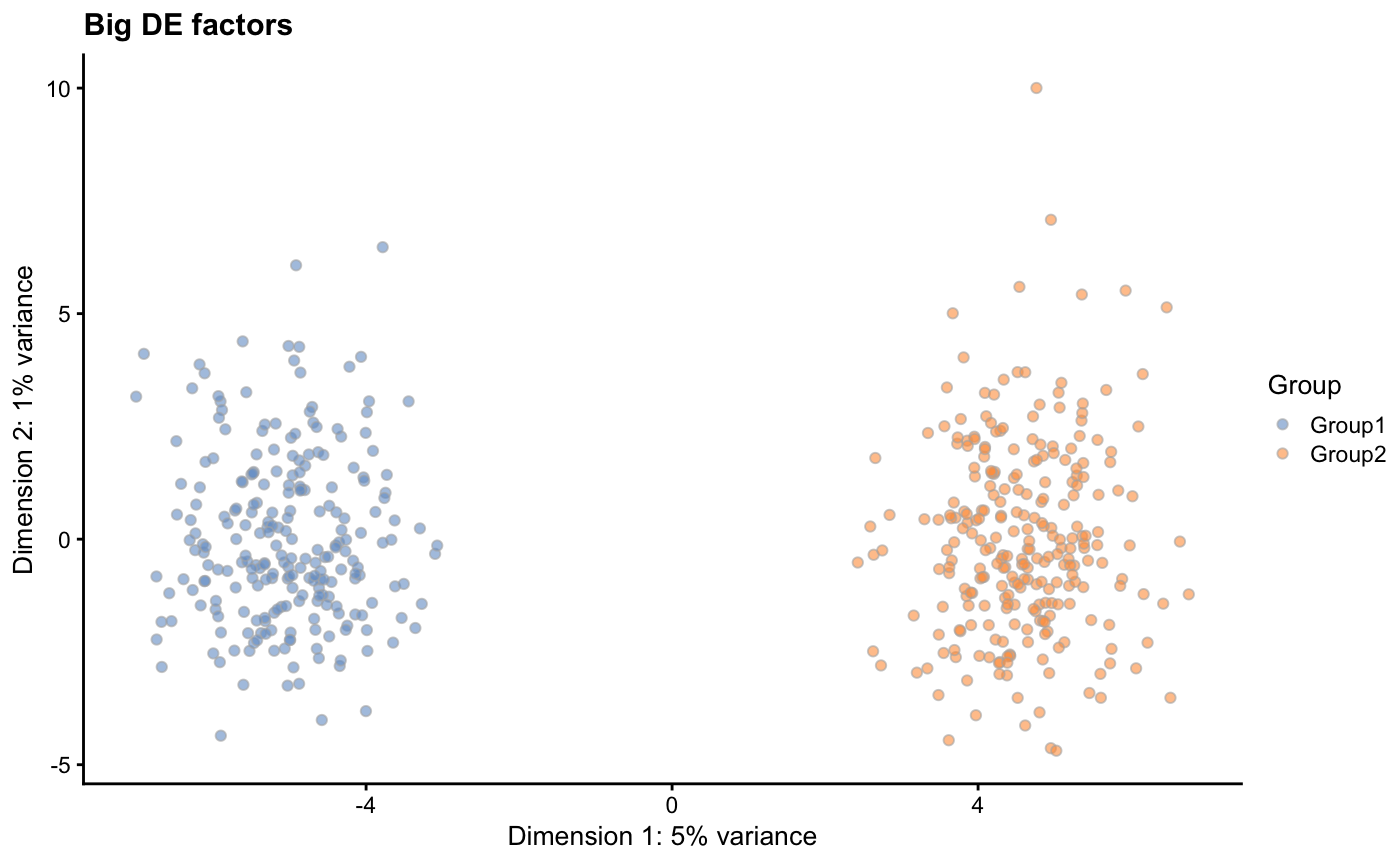 Big DE factors
10
5
0
-5
Dimension 2: 1% variance
-4
0
4
Dimension 1: 5% variance
Group
Group1
Group2